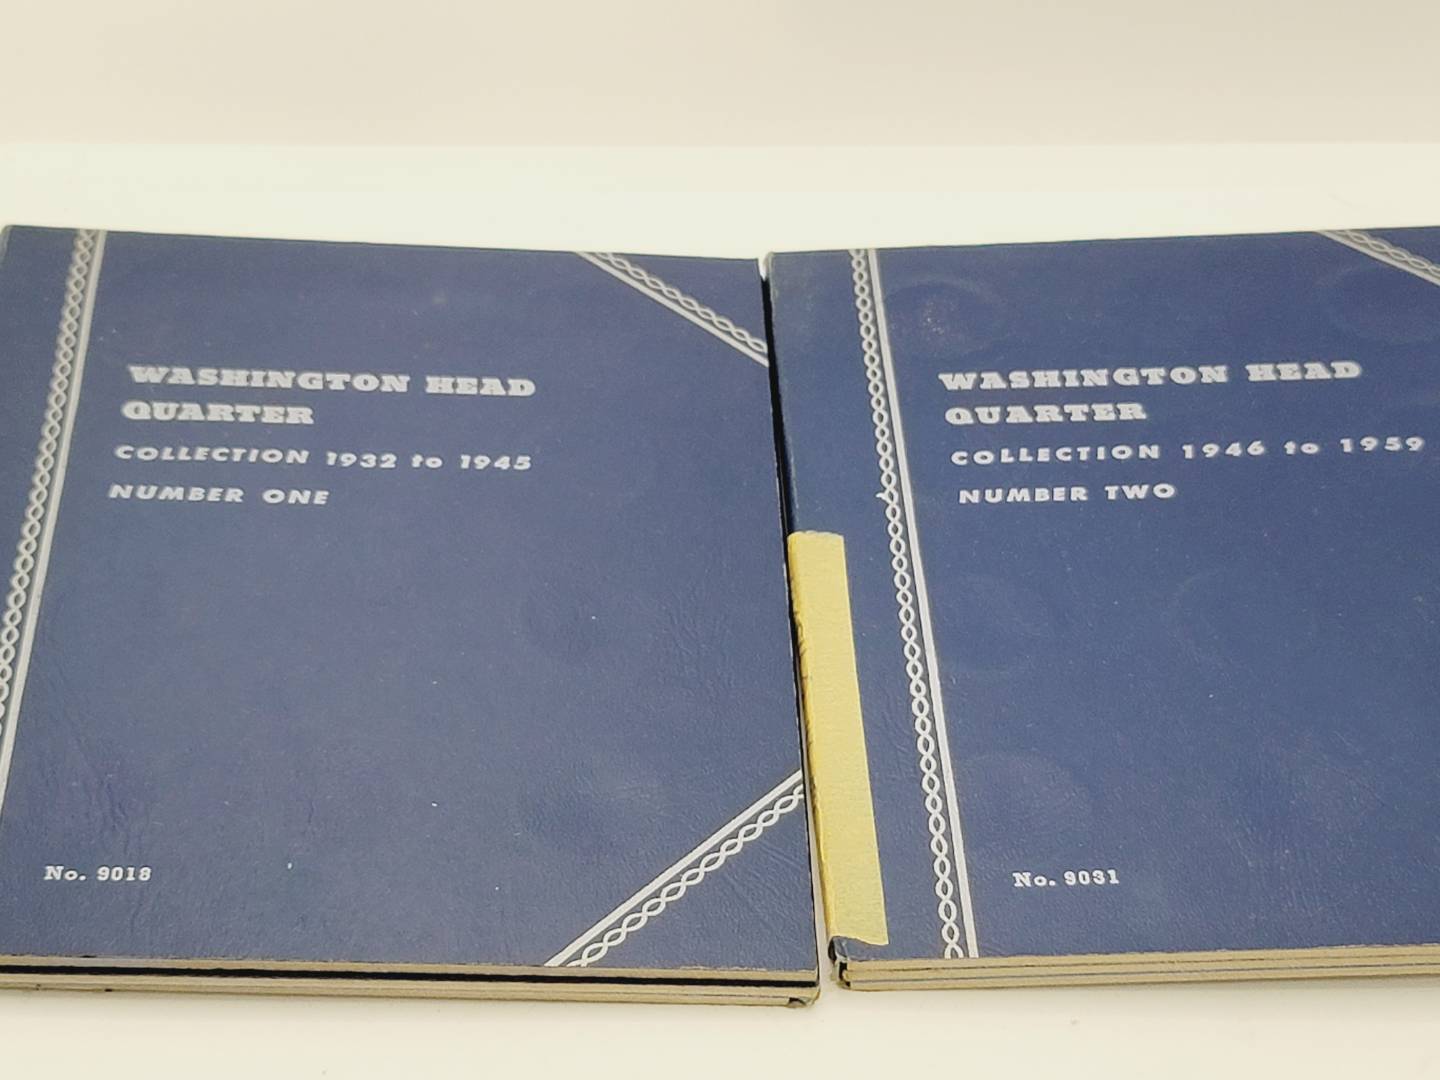 WASHINGTON HEAD
QUARTER
COLLECTION 1932 to 1945
NUMBER ONE
No. 9018
WASHINGTON HEAD
QUARTER
COLLECTION 1946 to 1959
NUMBER TWO
No. 9031